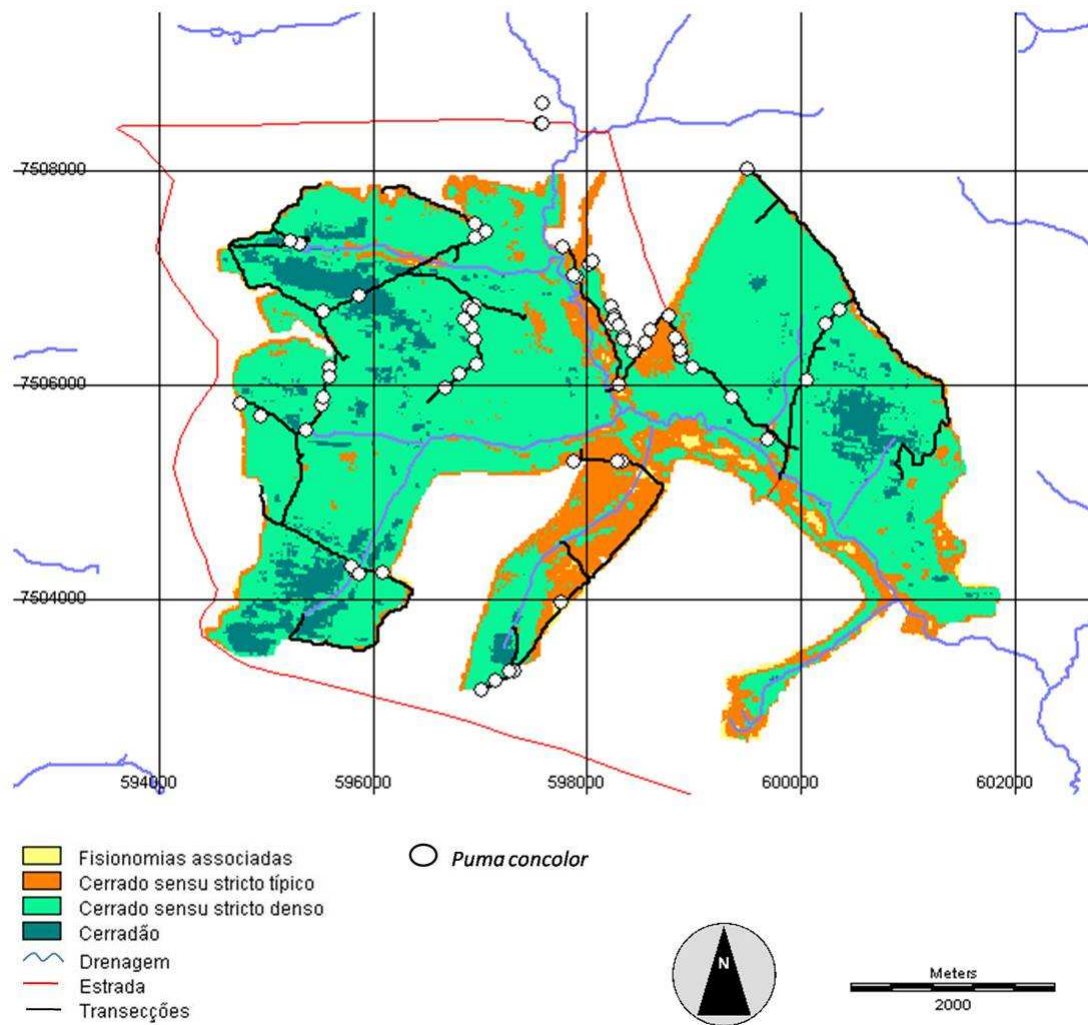 7508000
7506000
7504000
594000 596000 598000 600000 602000
Fisionomias associadas
Cerrado sensu stricto típico
Cerrado sensu stricto denso
Cerradão
Drenagem
Estrada
Transecções
Puma concolor
N
Meters
2000